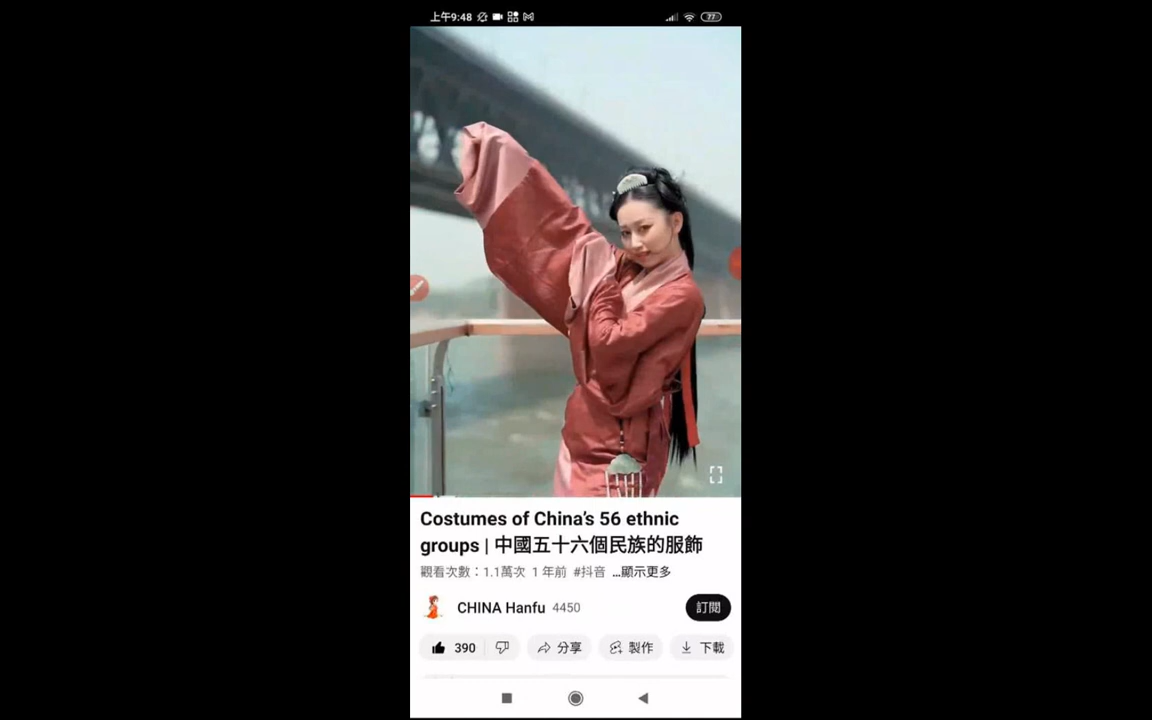 上午9:48
77
Costumes of China’s 56 ethnic
groups | 中國五十六個民族的服飾
觀看次數：1.1萬次 1 年前 #抖音 ...顯示更多
CHINA Hanfu 4450 訂閱
390 分享 製作 下載